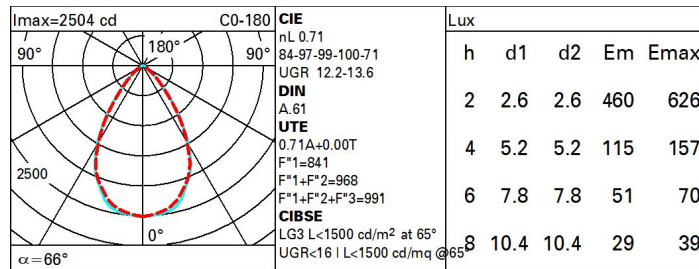 Imax=2504 cd C0-180
90° 180° 90°
2500
0°
α=66°
CIE
nL 0.71
84-97-99-100-71
UGR 12.2-13.6
DIN
A.61
UTE
0.71A+0.00T
F"1=841
F"1+F"2=968
F"1+F"2+F"3=991
CIBSE
LG3 L<1500 cd/m² at 65°
UGR<16 | L<1500 cd/mq @65°
Lux
h d1 d2 Em Emax
2 2.6 2.6 460 626
4 5.2 5.2 115 157
6 7.8 7.8 51 70
8 10.4 10.4 29 39